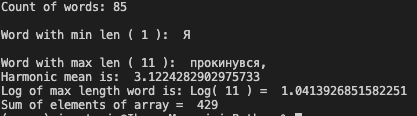 Count of words: 85
Word with min len ( 1 ):  Я
Word with max len ( 11 ):  прокинувся,
Harmonic mean is:  3.1224282902975733
Log of max length word is: Log( 11 ) =  1.0413926851582251
Sum of elements of array =  429